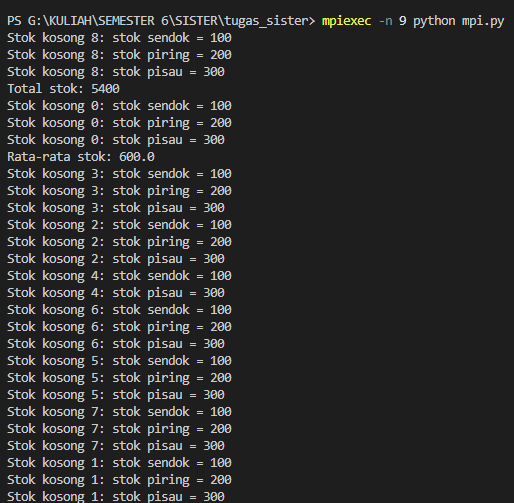 PS G:\KULIAH\SEMESTER 6\SISTER\tugas_sister> mpiexec -n 9 python mpi.py
Stok kosong 8: stok sendok = 100
Stok kosong 8: stok piring = 200
Stok kosong 8: stok pisau = 300
Total stok: 5400
Stok kosong 0: stok sendok = 100
Stok kosong 0: stok piring = 200
Stok kosong 0: stok pisau = 300
Rata-rata stok: 600.0
Stok kosong 3: stok sendok = 100
Stok kosong 3: stok piring = 200
Stok kosong 3: stok pisau = 300
Stok kosong 2: stok sendok = 100
Stok kosong 2: stok piring = 200
Stok kosong 2: stok pisau = 300
Stok kosong 4: stok sendok = 100
Stok kosong 4: stok pisau = 300
Stok kosong 6: stok sendok = 100
Stok kosong 6: stok piring = 200
Stok kosong 6: stok pisau = 300
Stok kosong 5: stok sendok = 100
Stok kosong 5: stok piring = 200
Stok kosong 5: stok pisau = 300
Stok kosong 7: stok sendok = 100
Stok kosong 7: stok piring = 200
Stok kosong 7: stok pisau = 300
Stok kosong 1: stok sendok = 100
Stok kosong 1: stok piring = 200
Stok kosong 1: stok pisau = 300